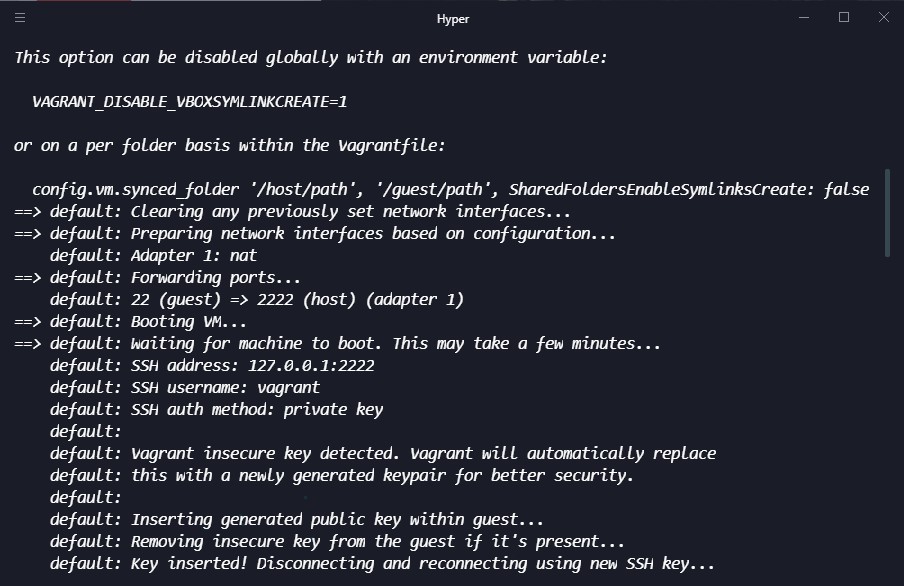 Hyper
This option can be disabled globally with an environment variable:
VAGRANT_DISABLE_VBOXSYMLINKCREATE=1
or on a per folder basis within the Vagrantfile:
config.vm.synced_folder '/host/path', '/guest/path', SharedFoldersEnableSymlinksCreate: false
==> default: Clearing any previously set network interfaces...
==> default: Preparing network interfaces based on configuration...
default: Adapter 1: nat
==> default: Forwarding ports...
default: 22 (guest) => 2222 (host) (adapter 1)
==> default: Booting VM...
==> default: Waiting for machine to boot. This may take a few minutes...
default: SSH address: 127.0.0.1:2222
default: SSH username: vagrant
default: SSH auth method: private key
default:
default: Vagrant insecure key detected. Vagrant will automatically replace
default: this with a newly generated keypair for better security.
default:
default: Inserting generated public key within guest...
default: Removing insecure key from the guest if it's present...
default: Key inserted! Disconnecting and reconnecting using new SSH key...